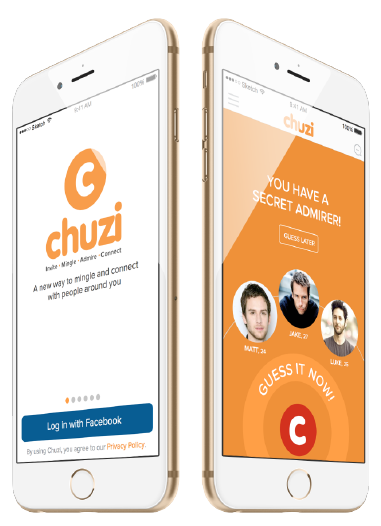 Sketch
9:41 AM
100%
C
chuzi
Invite · Mingle · Admire · Connect
A new way to mingle and connect
with people around you
Log in with Facebook
By using Chuzi, you agree to our Privacy Policy.
Sketch
9:41 AM
100%
chuzi
YOU HAVE A
SECRET ADMIRER!
GUESS LATER
MATT, 24
JAKE, 21
LUKE,
GUESS IT NOW!
C